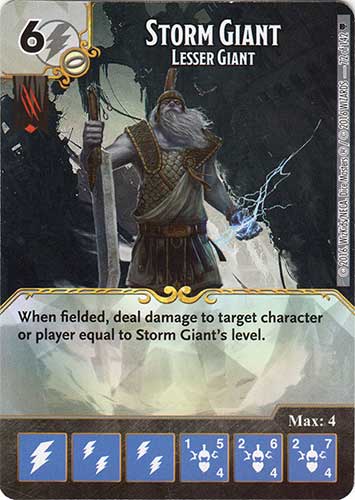 6
STORM GIANT
LESSER GIANT
When fielded, deal damage to target character
or player equal to Storm Giant's level.
Max: 4
1 5 4
2 6 4
2 7 4